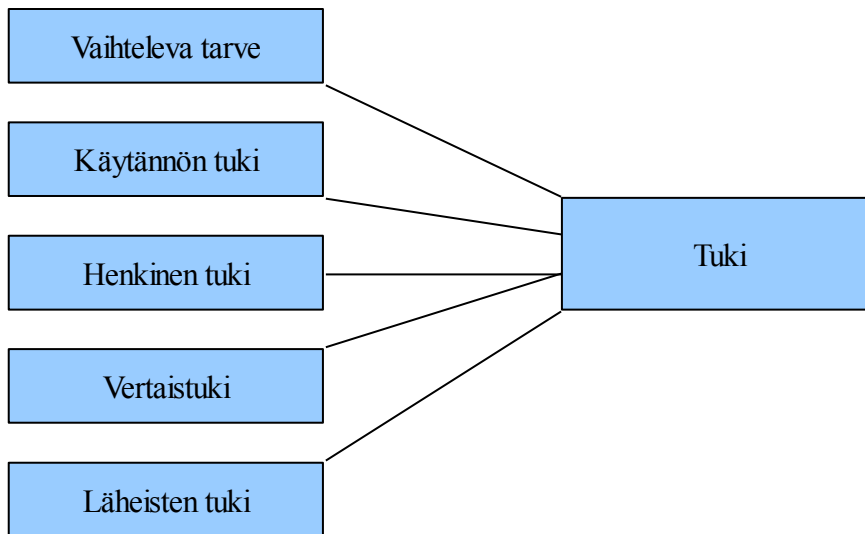 Vaihteleva tarve
Käytännön tuki
Henkinen tuki
Tuki
Vertaistuki
Läheisten tuki